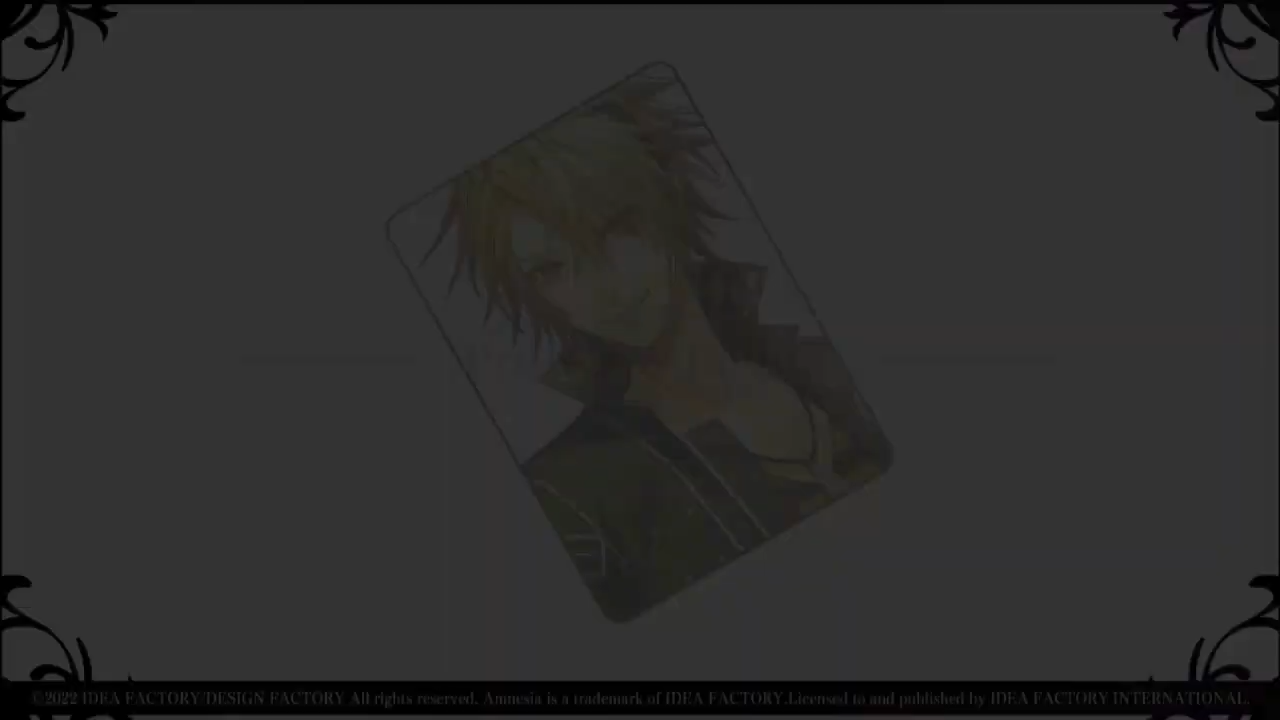 ©2022 IDEA FACTORY/DESIGN FACTORY All rights reserved. Amnesia is a trademark of IDEA FACTORY.Licensed to and published by IDEA FACTORY INTERNATIONAL.